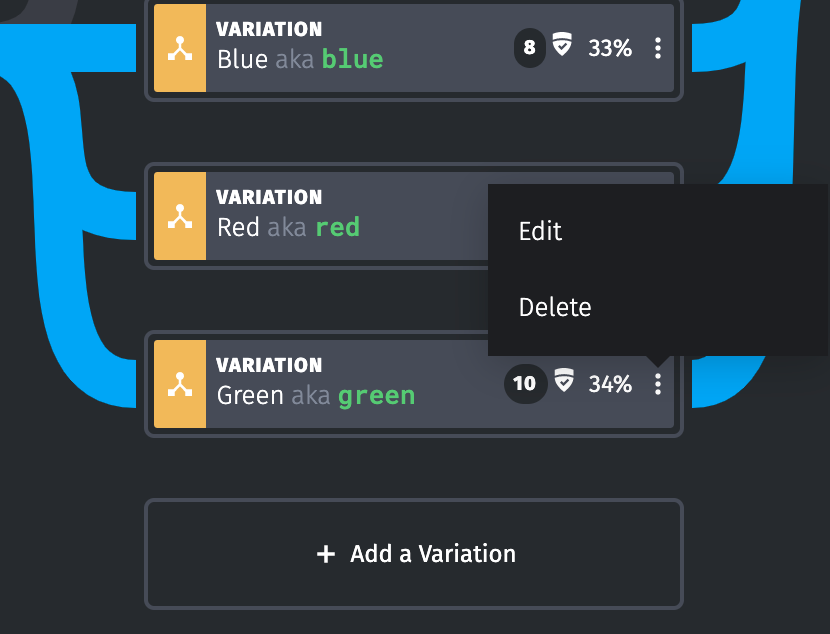 VARIATION
Blue aka blue
8 33%
VARIATION
Red aka red
Edit
Delete
VARIATION
Green aka green
10 34%
+ Add a Variation